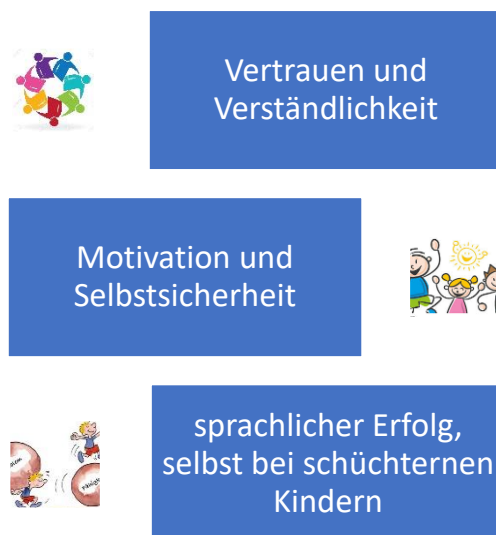 Vertrauen und
Verständlichkeit
Motivation und
Selbstsicherheit
sprachlicher Erfolg,
selbst bei schüchternen
Kindern